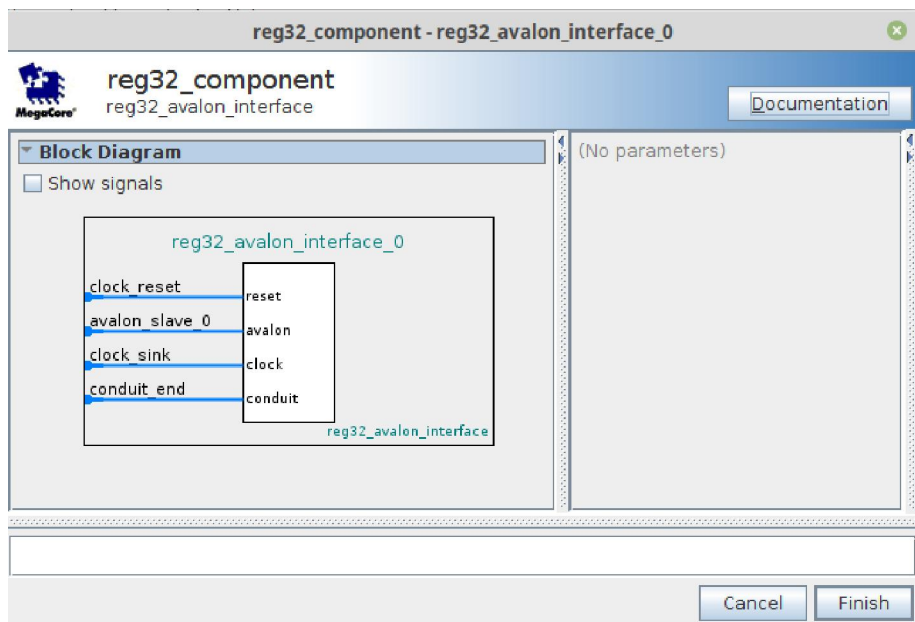 reg32_component - reg32_avalon_interface_0
reg32_component
reg32_avalon_interface
MegaCore®
Documentation
Block Diagram
(No parameters)
Show signals
reg32_avalon_interface_0
clock_reset
reset
avalon_slave_0
avalon
clock_sink
clock
conduit_end
conduit
reg32_avalon_interface
Cancel
Finish